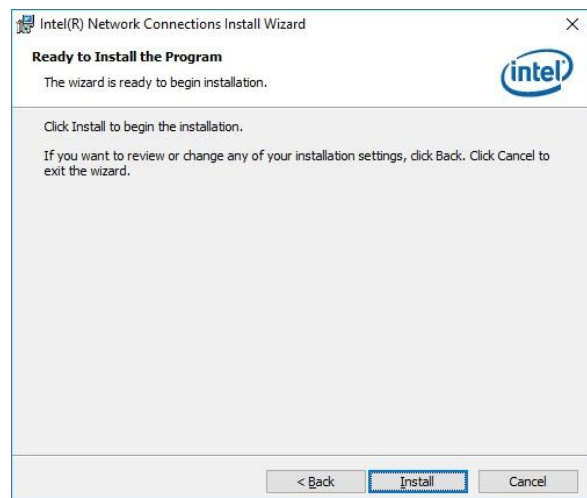 Intel(R) Network Connections Install Wizard
Ready to Install the Program
The wizard is ready to begin installation.
intel
Click Install to begin the installation.
If you want to review or change any of your installation settings, click Back. Click Cancel to
exit the wizard.
< Back Install Cancel